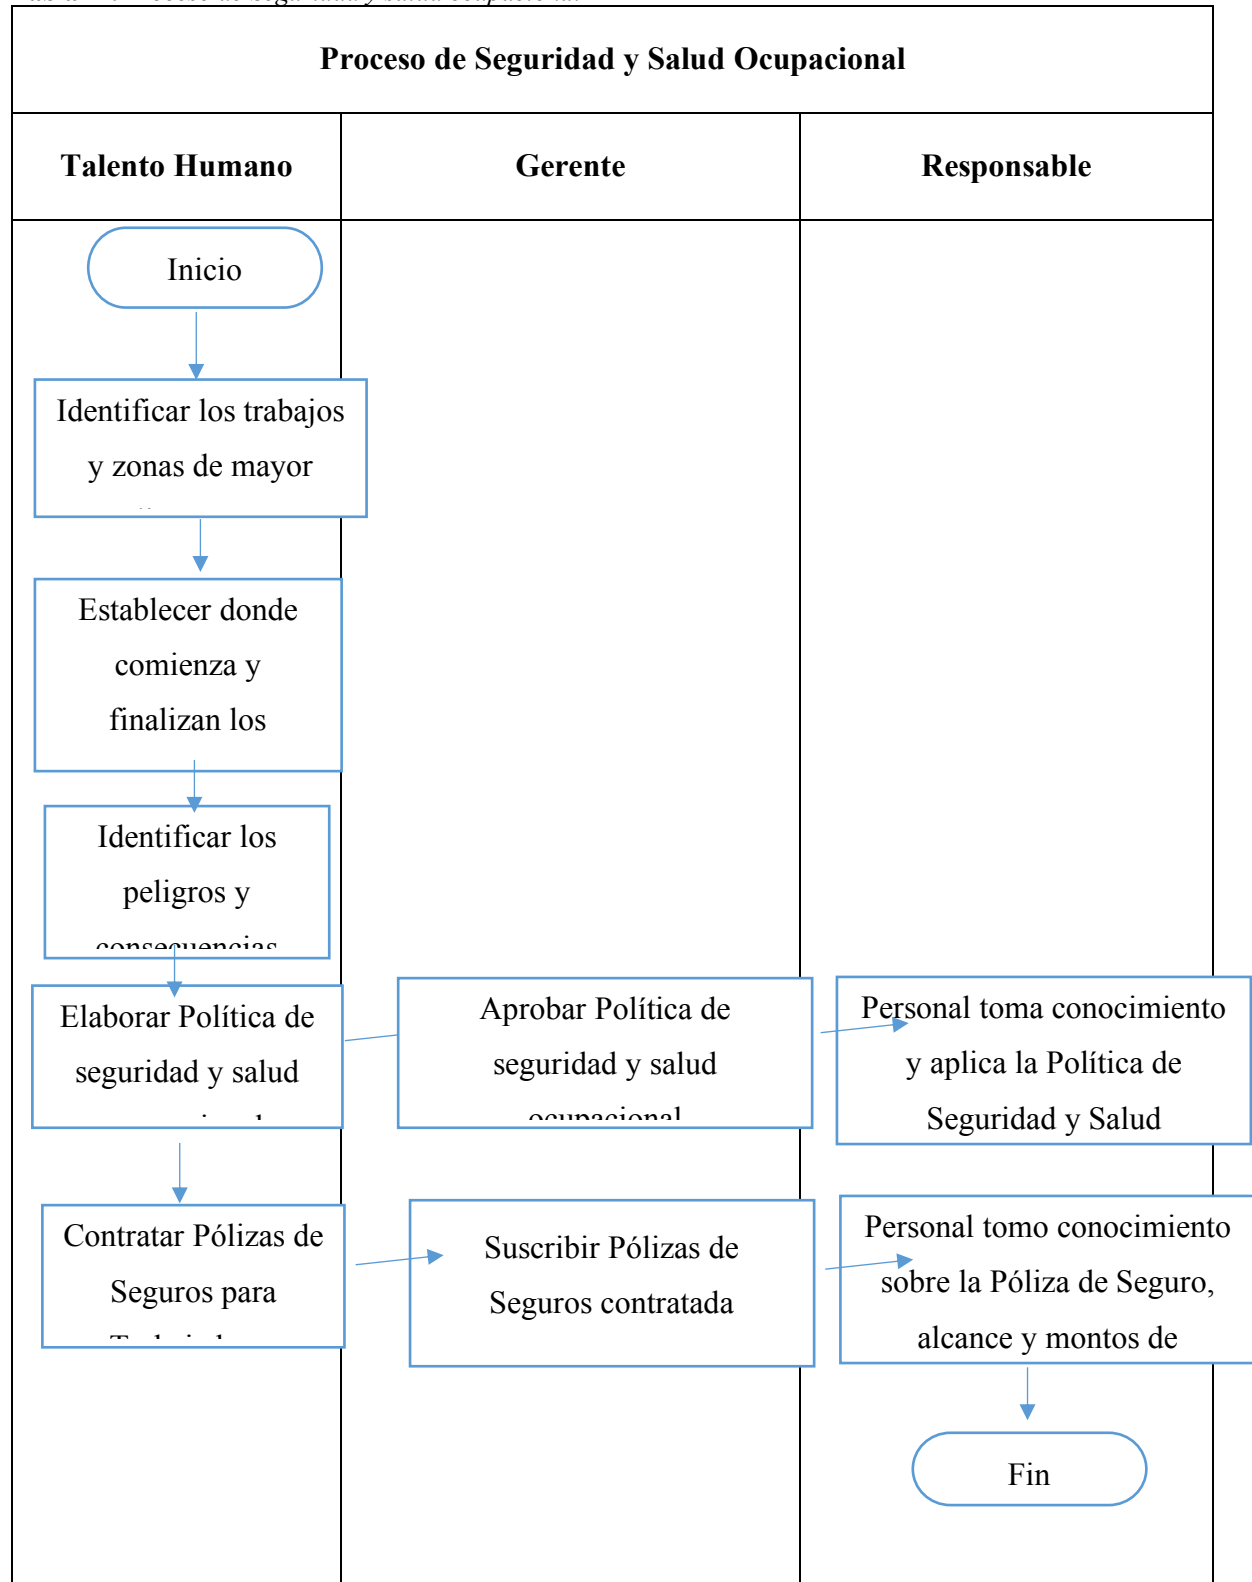 Proceso de Seguridad y Salud Ocupacional
Talento Humano
Gerente
Responsable
Inicio
Identificar los trabajos
y zonas de mayor
Establecer donde
comienza y
finalizan los
Identificar los
peligros y
consecuencias
Elaborar Política de
seguridad y salud
Aprobar Política de
seguridad y salud
ocupacional
Personal toma conocimiento
y aplica la Política de
Seguridad y Salud
Contratar Pólizas de
Seguros para
Suscribir Pólizas de
Seguros contratada
Personal tomo conocimiento
sobre la Póliza de Seguro,
alcance y montos de
Fin